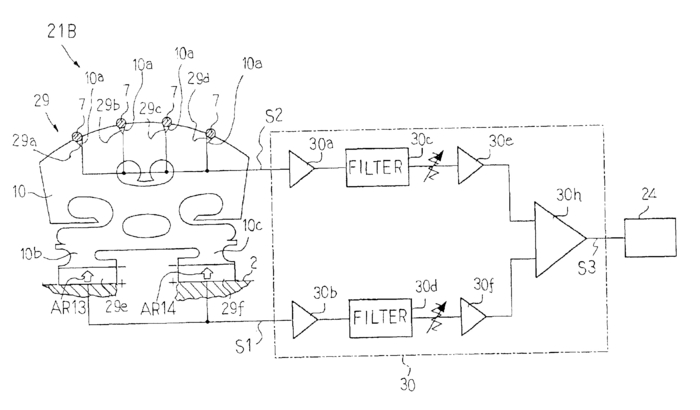 21B
10a 10a 10a 29d 10a
7 29b 7 29c 7 7
29
29a
S2
30a 30c 30e
FILTER
10
30h 24
10b 10c
S3
2
AR13 29e AR14 29f
30b 30d 30f
FILTER
S1
30